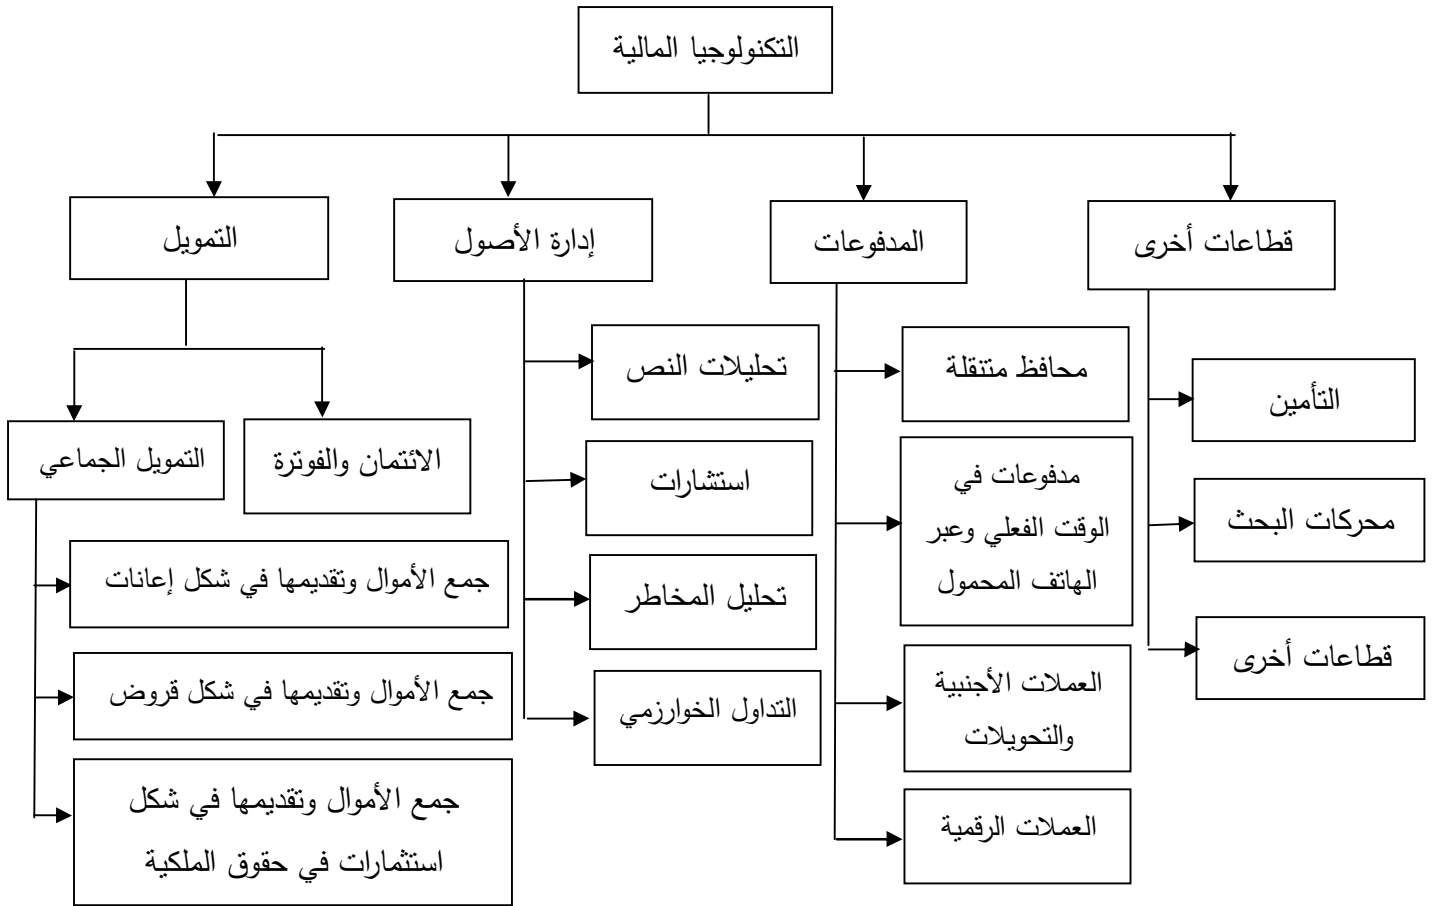 التكنولوجيا المالية
قطاعات أخرى
المدفوعات
إدارة الأصول
التمويل
التأمين
محركات البحث
قطاعات أخرى
محافظ متنقلة
مدفوعات في
الوقت الفعلي وعبر
الهاتف المحمول
العملات الأجنبية
والتحويلات
العملات الرقمية
تحليلات النص
استشارات
تحليل المخاطر
التداول الخوارزمي
الائتمان والفوترة
التمويل الجماعي
جمع الأموال وتقديمها في شكل إعانات
جمع الأموال وتقديمها في شكل قروض
جمع الأموال وتقديمها في شكل
استثمارات في حقوق الملكية